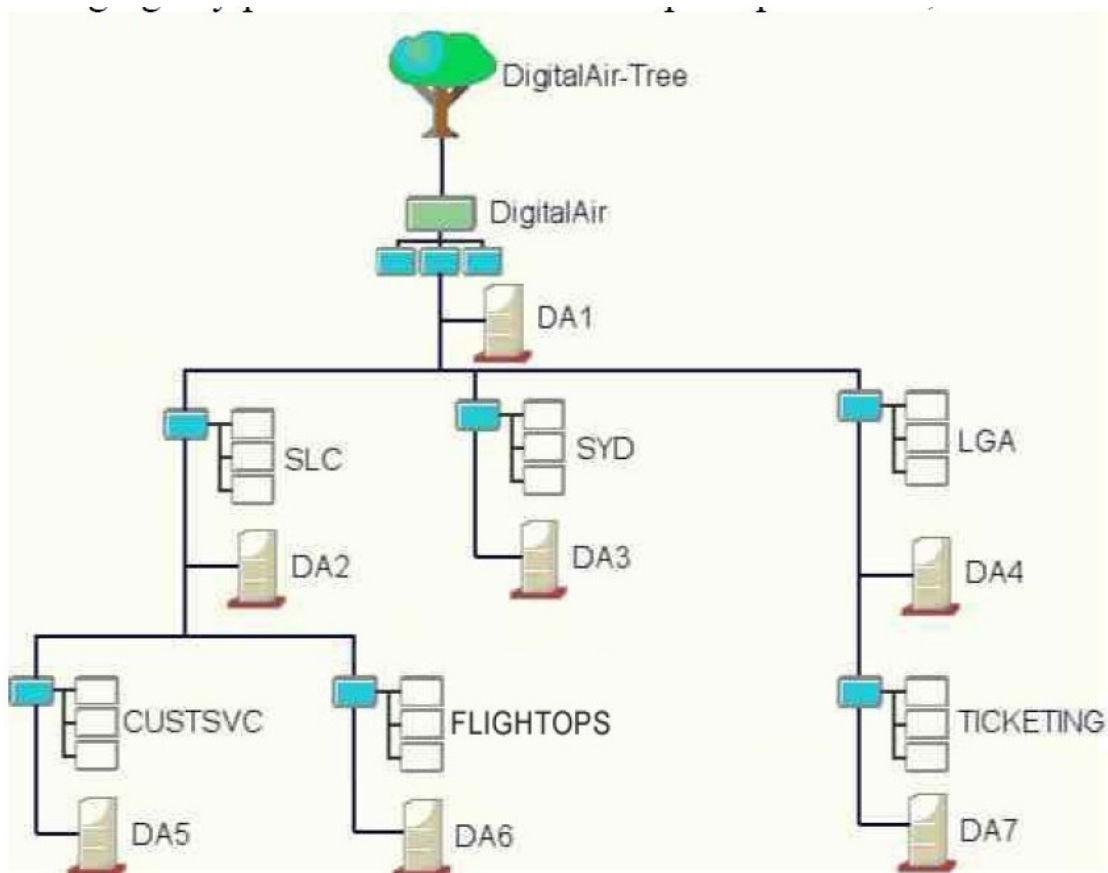 DigitalAir-Tree
DigitalAir
DA1
SLC
SYD
LGA
DA2
DA3
DA4
CUSTSVC
FLIGHTOPS
TICKETING
DA5
DA6
DA7